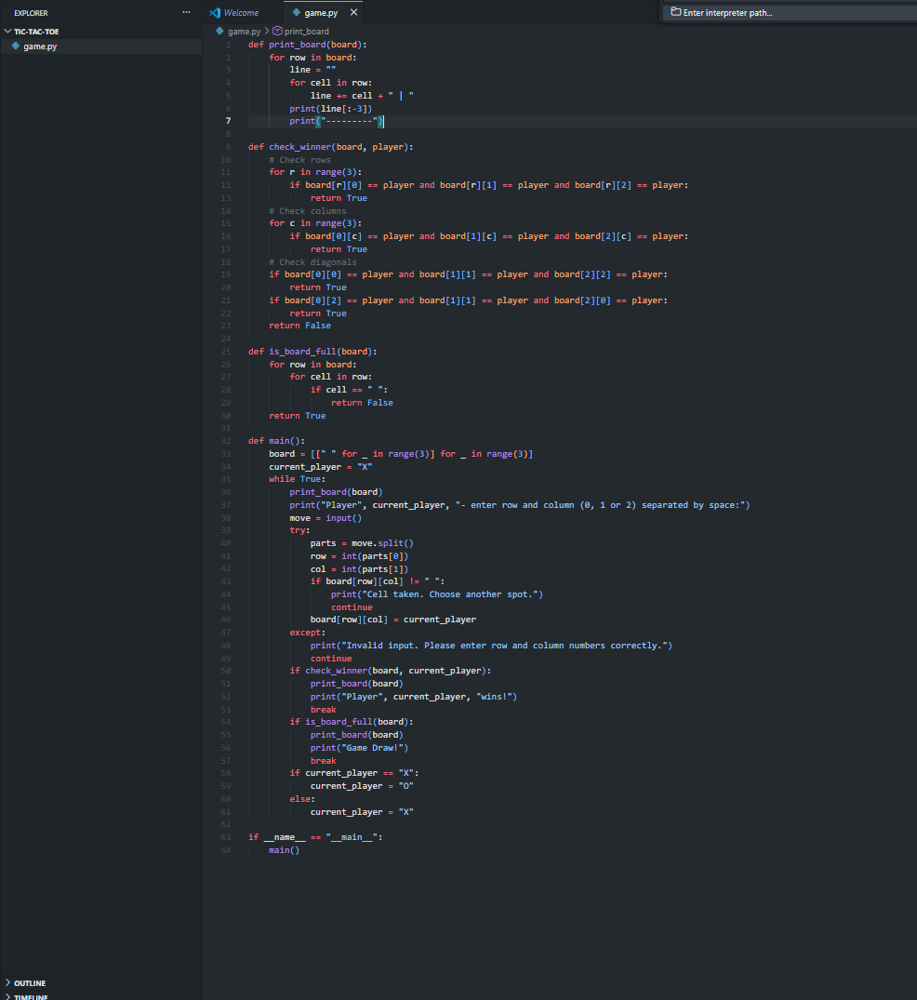 EXPLORER
···
Welcome
game.py
Enter interpreter path...
TIC-TAC-TOE
game.py
game.py > print_board
1 def print_board(board):
2     for row in board:
3         line = ""
4         for cell in row:
5             line += cell + " | "
6         print(line[:-3])
7         print("---------")
8
9 def check_winner(board, player):
10     # Check rows
11     for r in range(3):
12         if board[r][0] == player and board[r][1] == player and board[r][2] == player:
13             return True
14     # Check columns
15     for c in range(3):
16         if board[0][c] == player and board[1][c] == player and board[2][c] == player:
17             return True
18     # Check diagonals
19     if board[0][0] == player and board[1][1] == player and board[2][2] == player:
20         return True
21     if board[0][2] == player and board[1][1] == player and board[2][0] == player:
22         return True
23     return False
24
25 def is_board_full(board):
26     for row in board:
27         for cell in row:
28             if cell == " ":
29                 return False
30     return True
31
32 def main():
33     board = [[" " for _ in range(3)] for _ in range(3)]
34     current_player = "X"
35     while True:
36         print_board(board)
37         print("Player", current_player, "- enter row and column (0, 1 or 2) separated by space:")
38         move = input()
39         try:
40             parts = move.split()
41             row = int(parts[0])
42             col = int(parts[1])
43             if board[row][col] != " ":
44                 print("Cell taken. Choose another spot.")
45                 continue
46             board[row][col] = current_player
47         except:
48             print("Invalid input. Please enter row and column numbers correctly.")
49             continue
50         if check_winner(board, current_player):
51             print_board(board)
52             print("Player", current_player, "wins!")
53             break
54         if is_board_full(board):
55             print_board(board)
56             print("Game Draw!")
57             break
58         if current_player == "X":
59             current_player = "O"
60         else:
61             current_player = "X"
62
63 if __name__ == "__main__":
64     main()
OUTLINE
TIMELINE